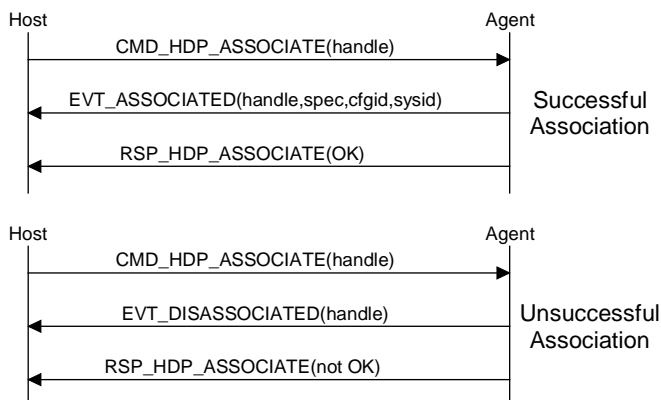 Host
Agent
CMD_HDP_ASSOCIATE(handle)
EVT_ASSOCIATED(handle,spec,cfgid,sysid)
RSP_HDP_ASSOCIATE(OK)
Successful
Association
Host
Agent
CMD_HDP_ASSOCIATE(handle)
EVT_DISASSOCIATED(handle)
RSP_HDP_ASSOCIATE(not OK)
Unsuccessful
Association